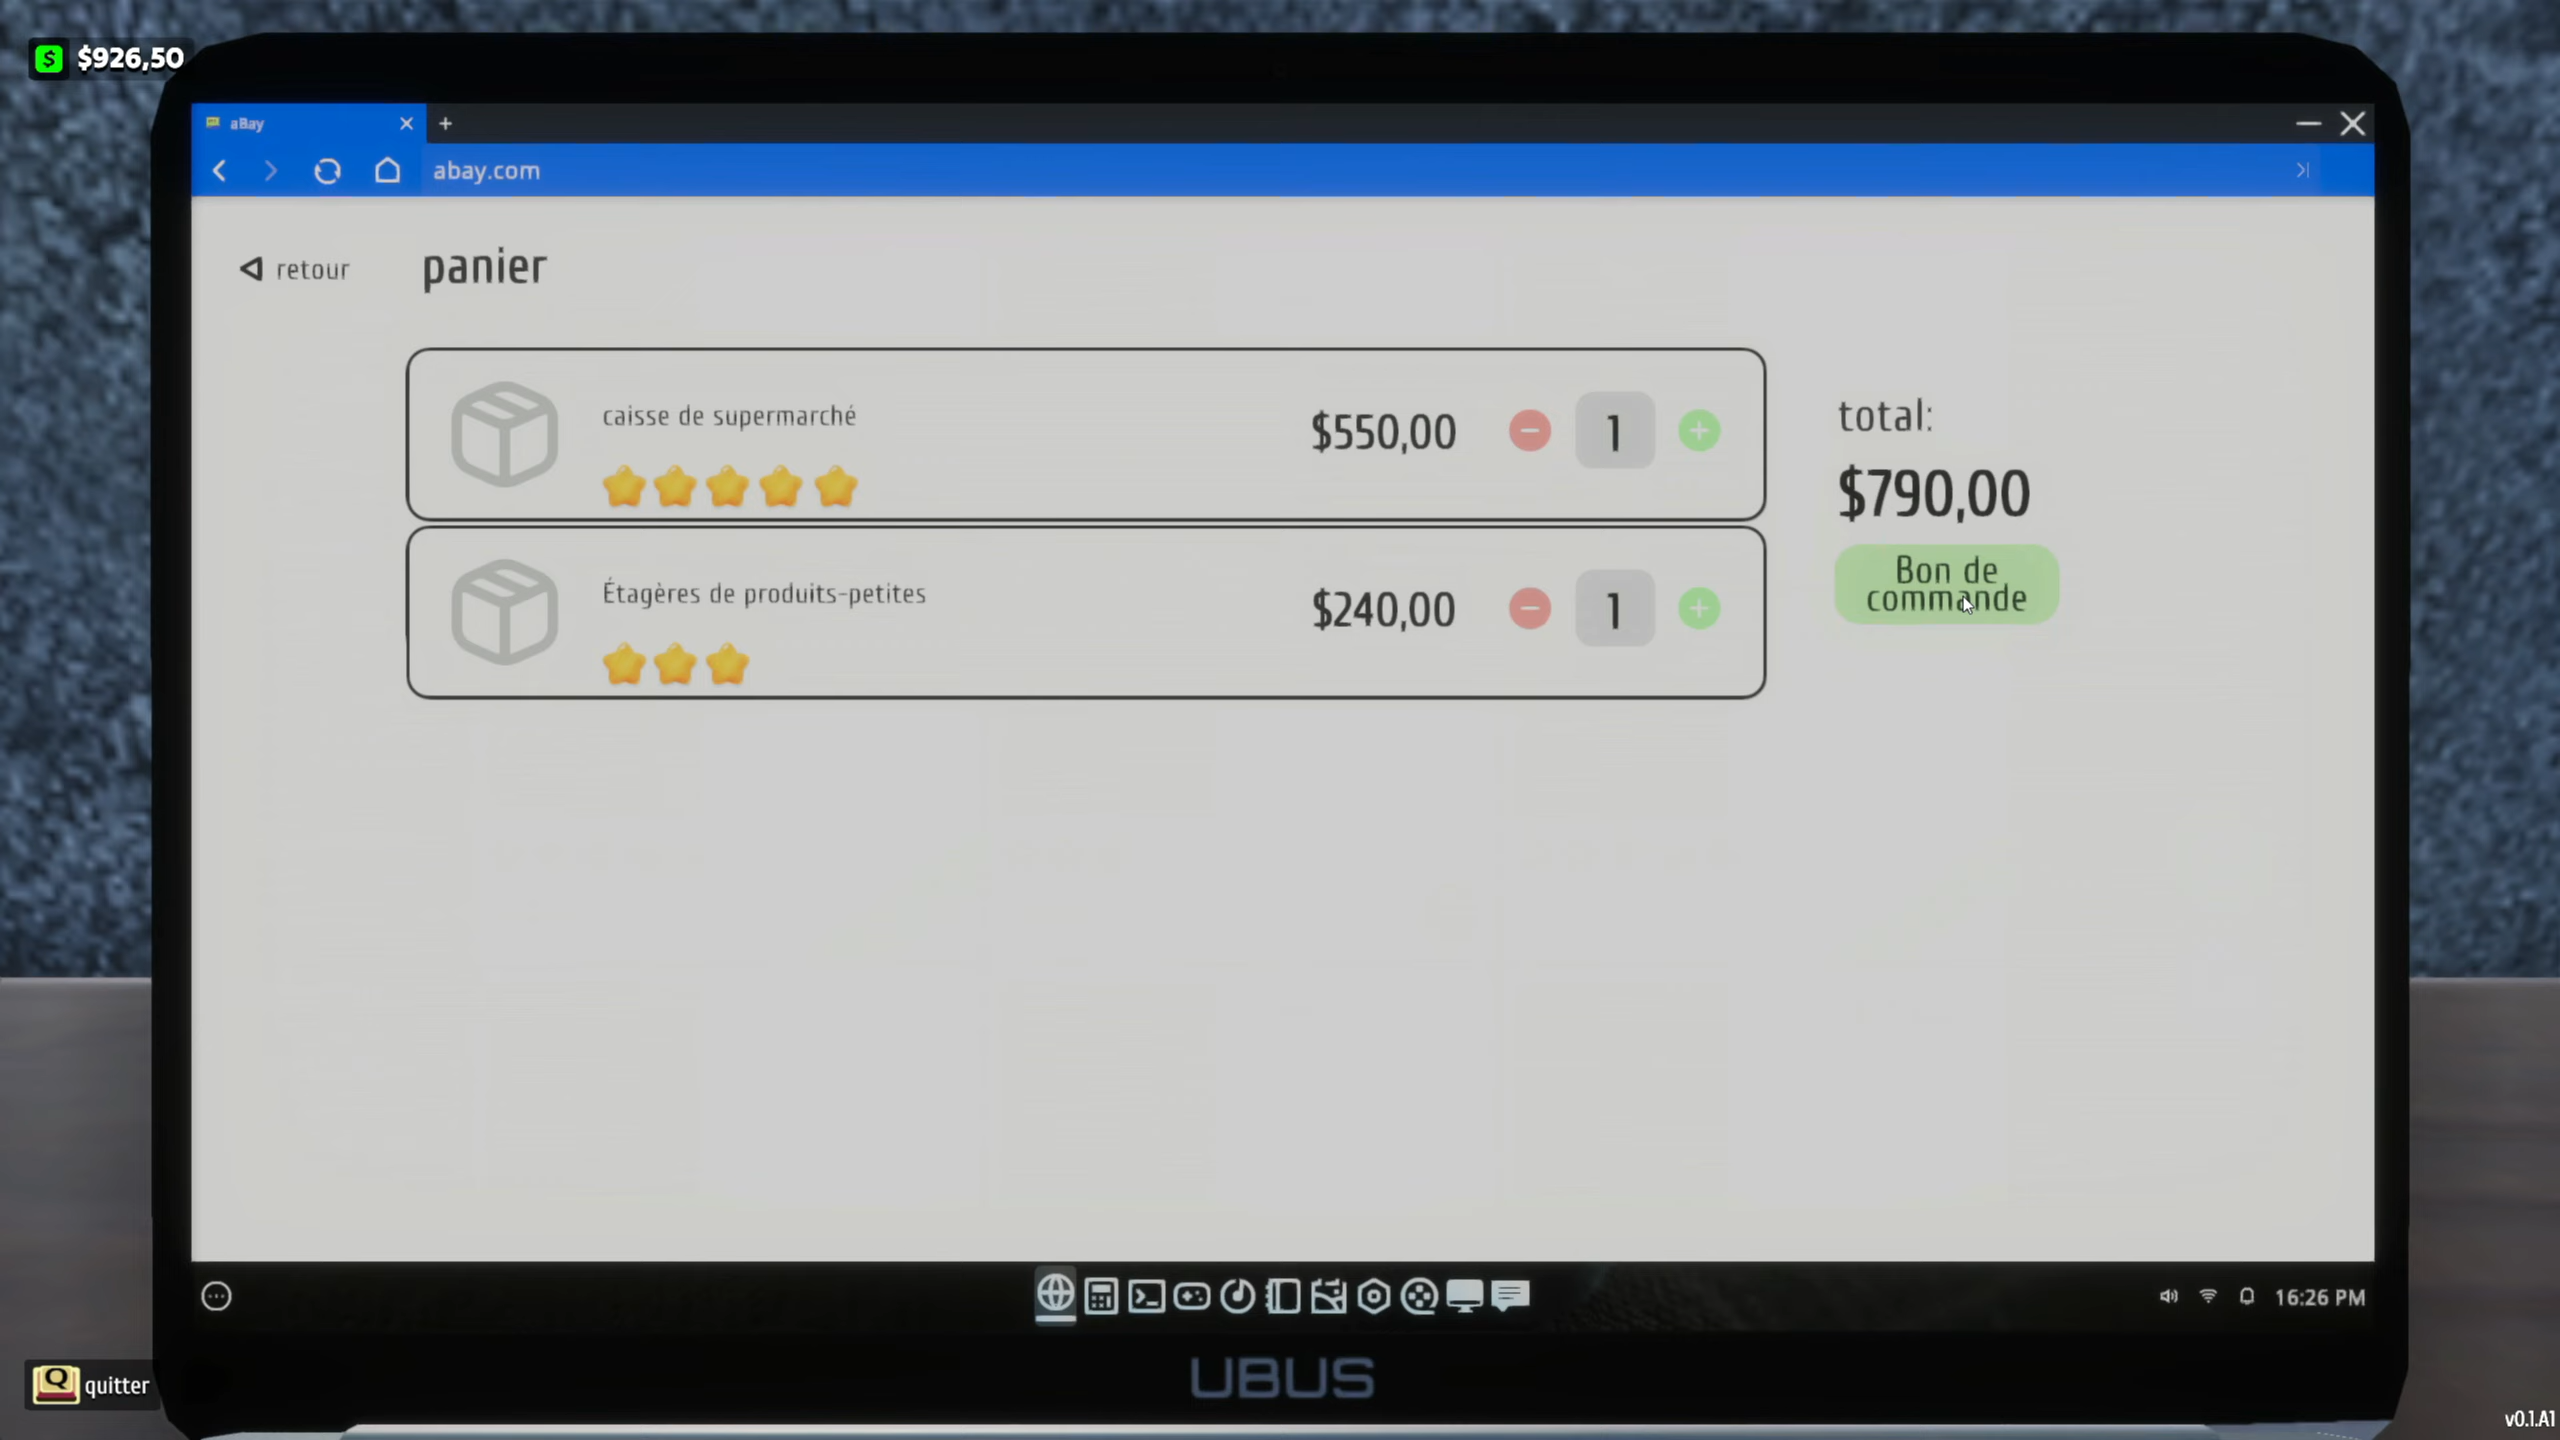 $926,50
aBay
abay.com
retour
panier
caisse de supermarché
$550,00
1
Étagères de produits-petites
$240,00
1
total:
$790,00
Bon de
commande
16:26 PM
UBUS
Q quitter
v0.1.A1